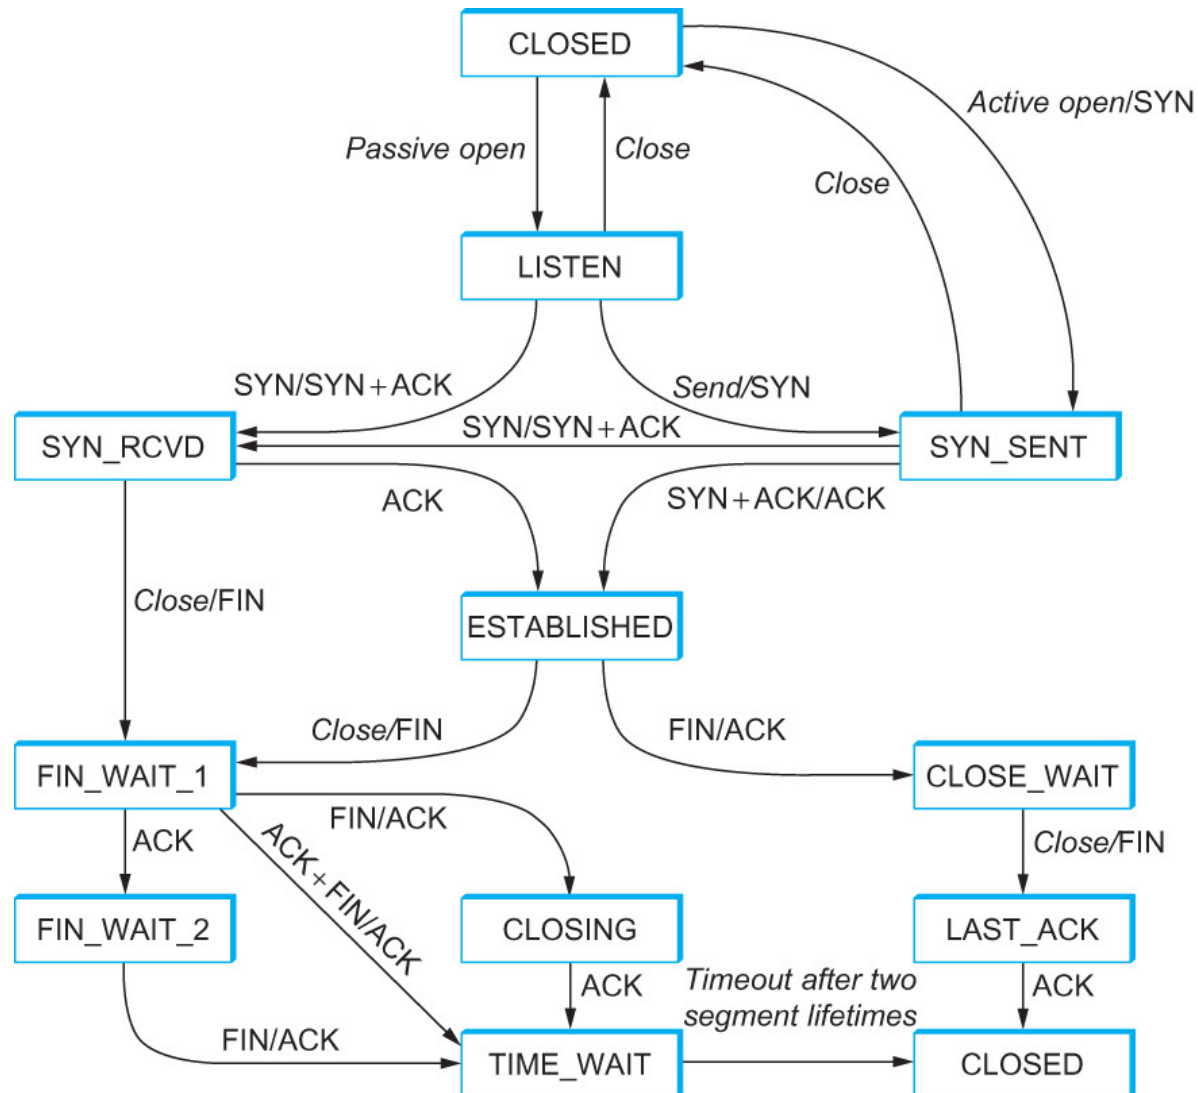 CLOSED
Active open/SYN
Passive open
Close
Close
LISTEN
SYN/SYN+ACK
Send/SYN
SYN/SYN+ACK
SYN_RCVD
SYN_SENT
ACK
SYN+ACK/ACK
Close/FIN
ESTABLISHED
Close/FIN
FIN/ACK
FIN_WAIT_1
CLOSE_WAIT
FIN/ACK
ACK
ACK+FIN/ACK
Close/FIN
FIN_WAIT_2
CLOSING
LAST_ACK
ACK
Timeout after two
segment lifetimes
ACK
FIN/ACK
TIME_WAIT
CLOSED